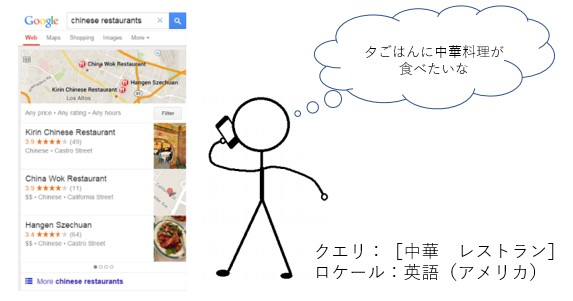 Google
chinese restaurants
Web Maps Shopping Images More
China Wok Restaurant
Hangen Szechuan
Kirin Chinese Restaurant
Los Altos
Any price • Any rating • Any hours
Filter
Kirin Chinese Restaurant
3.9 ★★★★★ (49)
Chinese • Castro Street
China Wok Restaurant
3.9 ★★★★★ (11)
$$ • Chinese • California Street
Hangen Szechuan
3.4 ★★★★★ (64)
$$ • Chinese • Castro Street
More chinese restaurants
夕ごはんに中華料理が
食べたいな
クエリ：［中華　レストラン］
ロケール：英語（アメリカ）